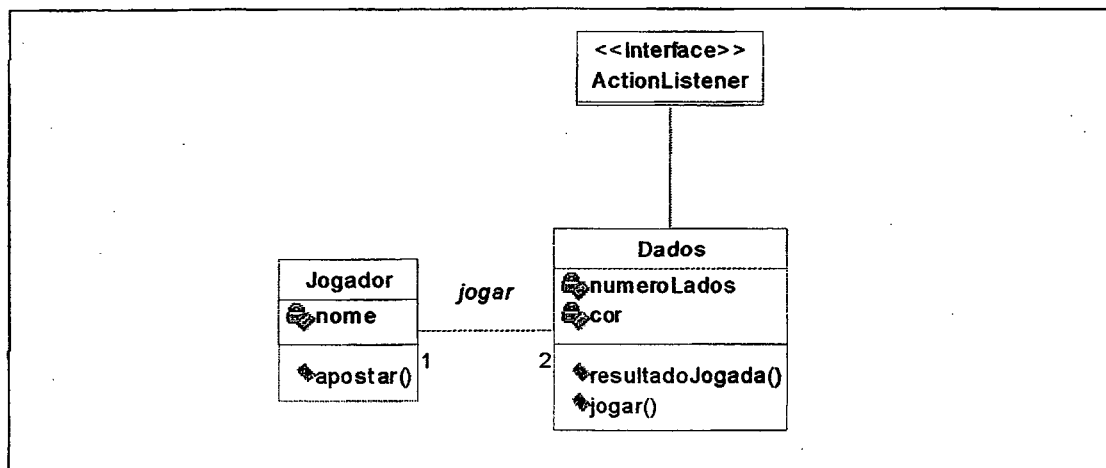 <<interface>>
ActionListener
Dados
numeroLados
cor
resultadoJogada()
jogar()
Jogador
nome
apostar()
jogar
1
2